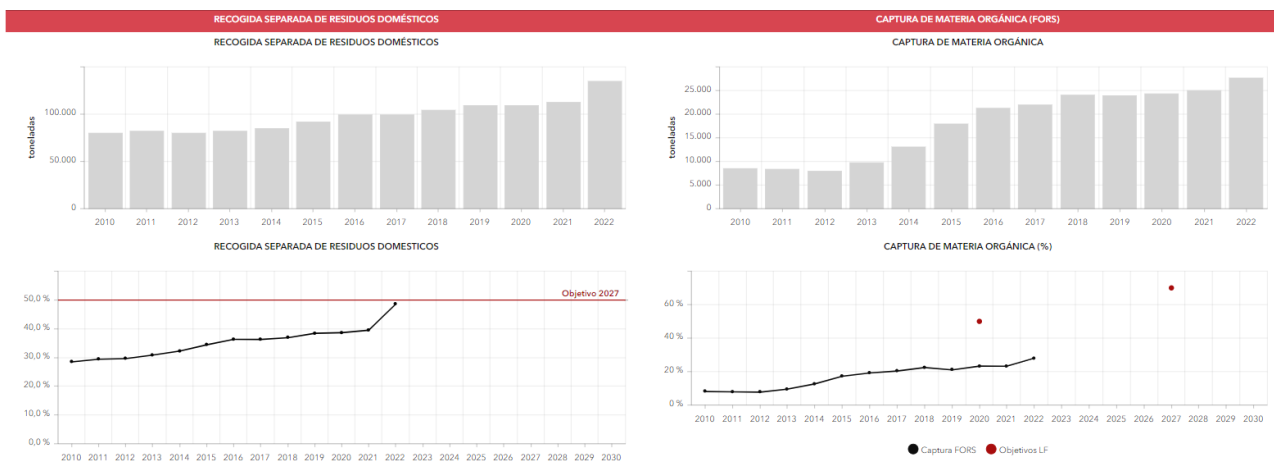 RECOGIDA SEPARADA DE RESIDUOS DOMÉSTICOS
RECOGIDA SEPARADA DE RESIDUOS DOMÉSTICOS
toneladas
100.000
50.000
0
2010 2011 2012 2013 2014 2015 2016 2017 2018 2019 2020 2021 2022
RECOGIDA SEPARADA DE RESIDUOS DOMESTICOS
Objetivo 2027
50,0 %
40,0 %
30,0 %
20,0 %
10,0 %
0,0 %
2010 2011 2012 2013 2014 2015 2016 2017 2018 2019 2020 2021 2022 2023 2024 2025 2026 2027 2028 2029 2030
CAPTURA DE MATERIA ORGÁNICA (FORS)
CAPTURA DE MATERIA ORGÁNICA
toneladas
25.000
20.000
15.000
10.000
5.000
0
2010 2011 2012 2013 2014 2015 2016 2017 2018 2019 2020 2021 2022
CAPTURA DE MATERIA ORGÁNICA (%)
60 %
40 %
20 %
0 %
2010 2011 2012 2013 2014 2015 2016 2017 2018 2019 2020 2021 2022 2023 2024 2025 2026 2027 2028 2029 2030
Captura FORS Objetivos LF